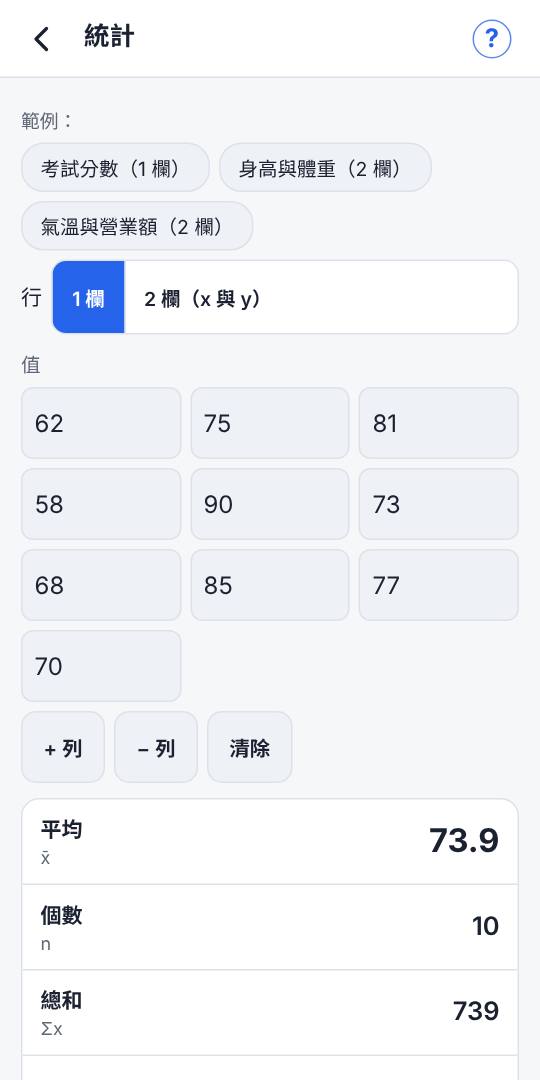 統計
?
範例：
考試分數（1 欄）
身高與體重（2 欄）
氣溫與營業額（2 欄）
行
1 欄
2 欄（x 與 y）
值
62
75
81
58
90
73
68
85
77
70
+ 列
− 列
清除
平均
x̄
73.9
個數
n
10
總和
Σx
739